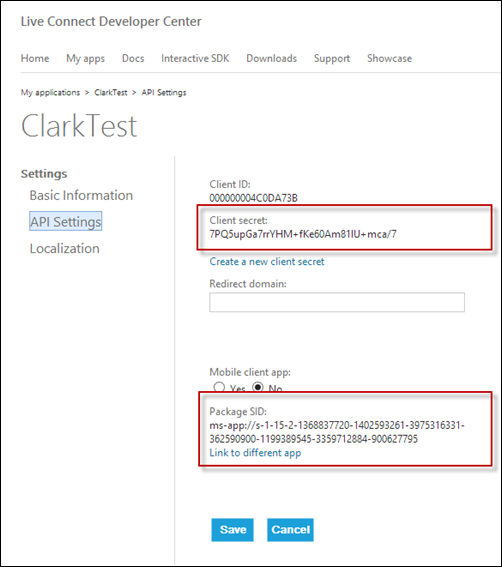 Live Connect Developer Center
Home My apps Docs Interactive SDK Downloads Support Showcase
My applications > ClarkTest > API Settings
ClarkTest
Settings
Basic Information
API Settings
Localization
Client ID:
000000004C0DA73B
Client secret:
7PQ5upGa7rrYHM+fKe60Am81IU+mca/7
Create a new client secret
Redirect domain:
Mobile client app:
Yes No
Package SID:
ms-app://s-1-15-2-1368837720-1402593261-3975316331-
362590900-1199389545-3359712884-900627795
Link to different app
Save Cancel